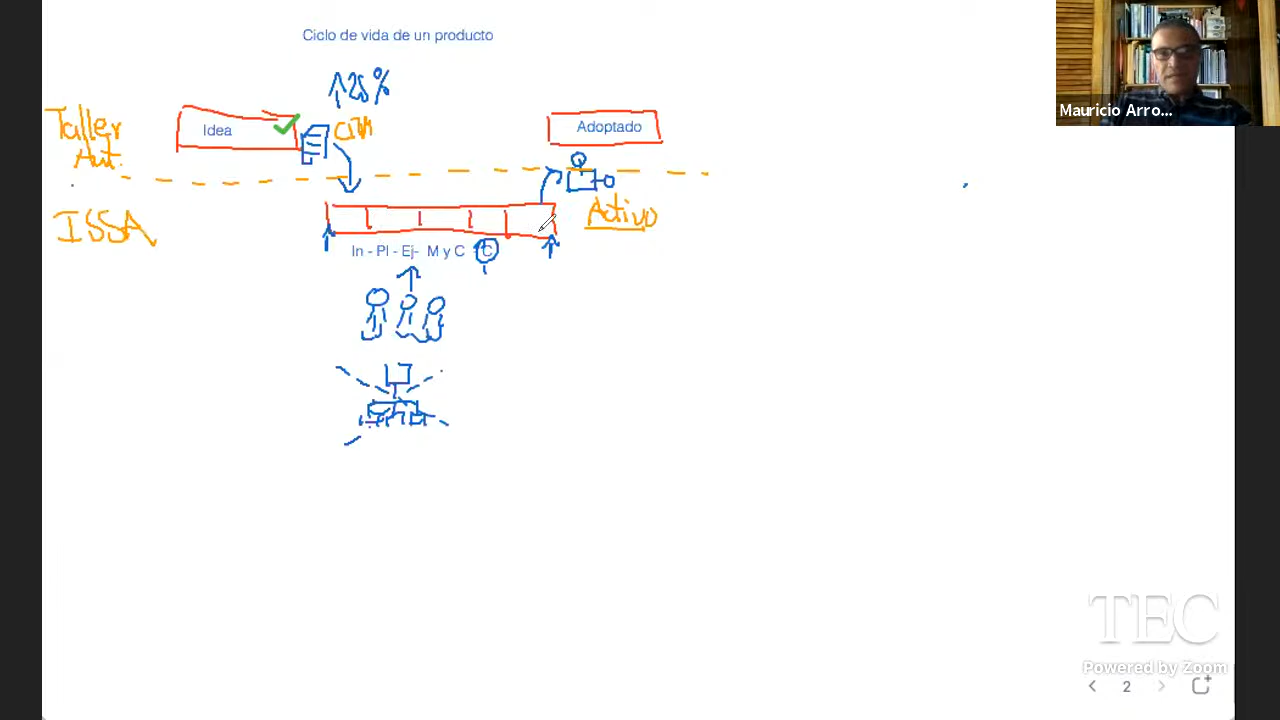 Ciclo de vida de un producto
↑25%
Taller
Aut.
Idea
Adoptado
Mauricio Arro...
ISSA
Activo
In - Pl - Ej- M y C - C
TEC
Powered by Zoom
2